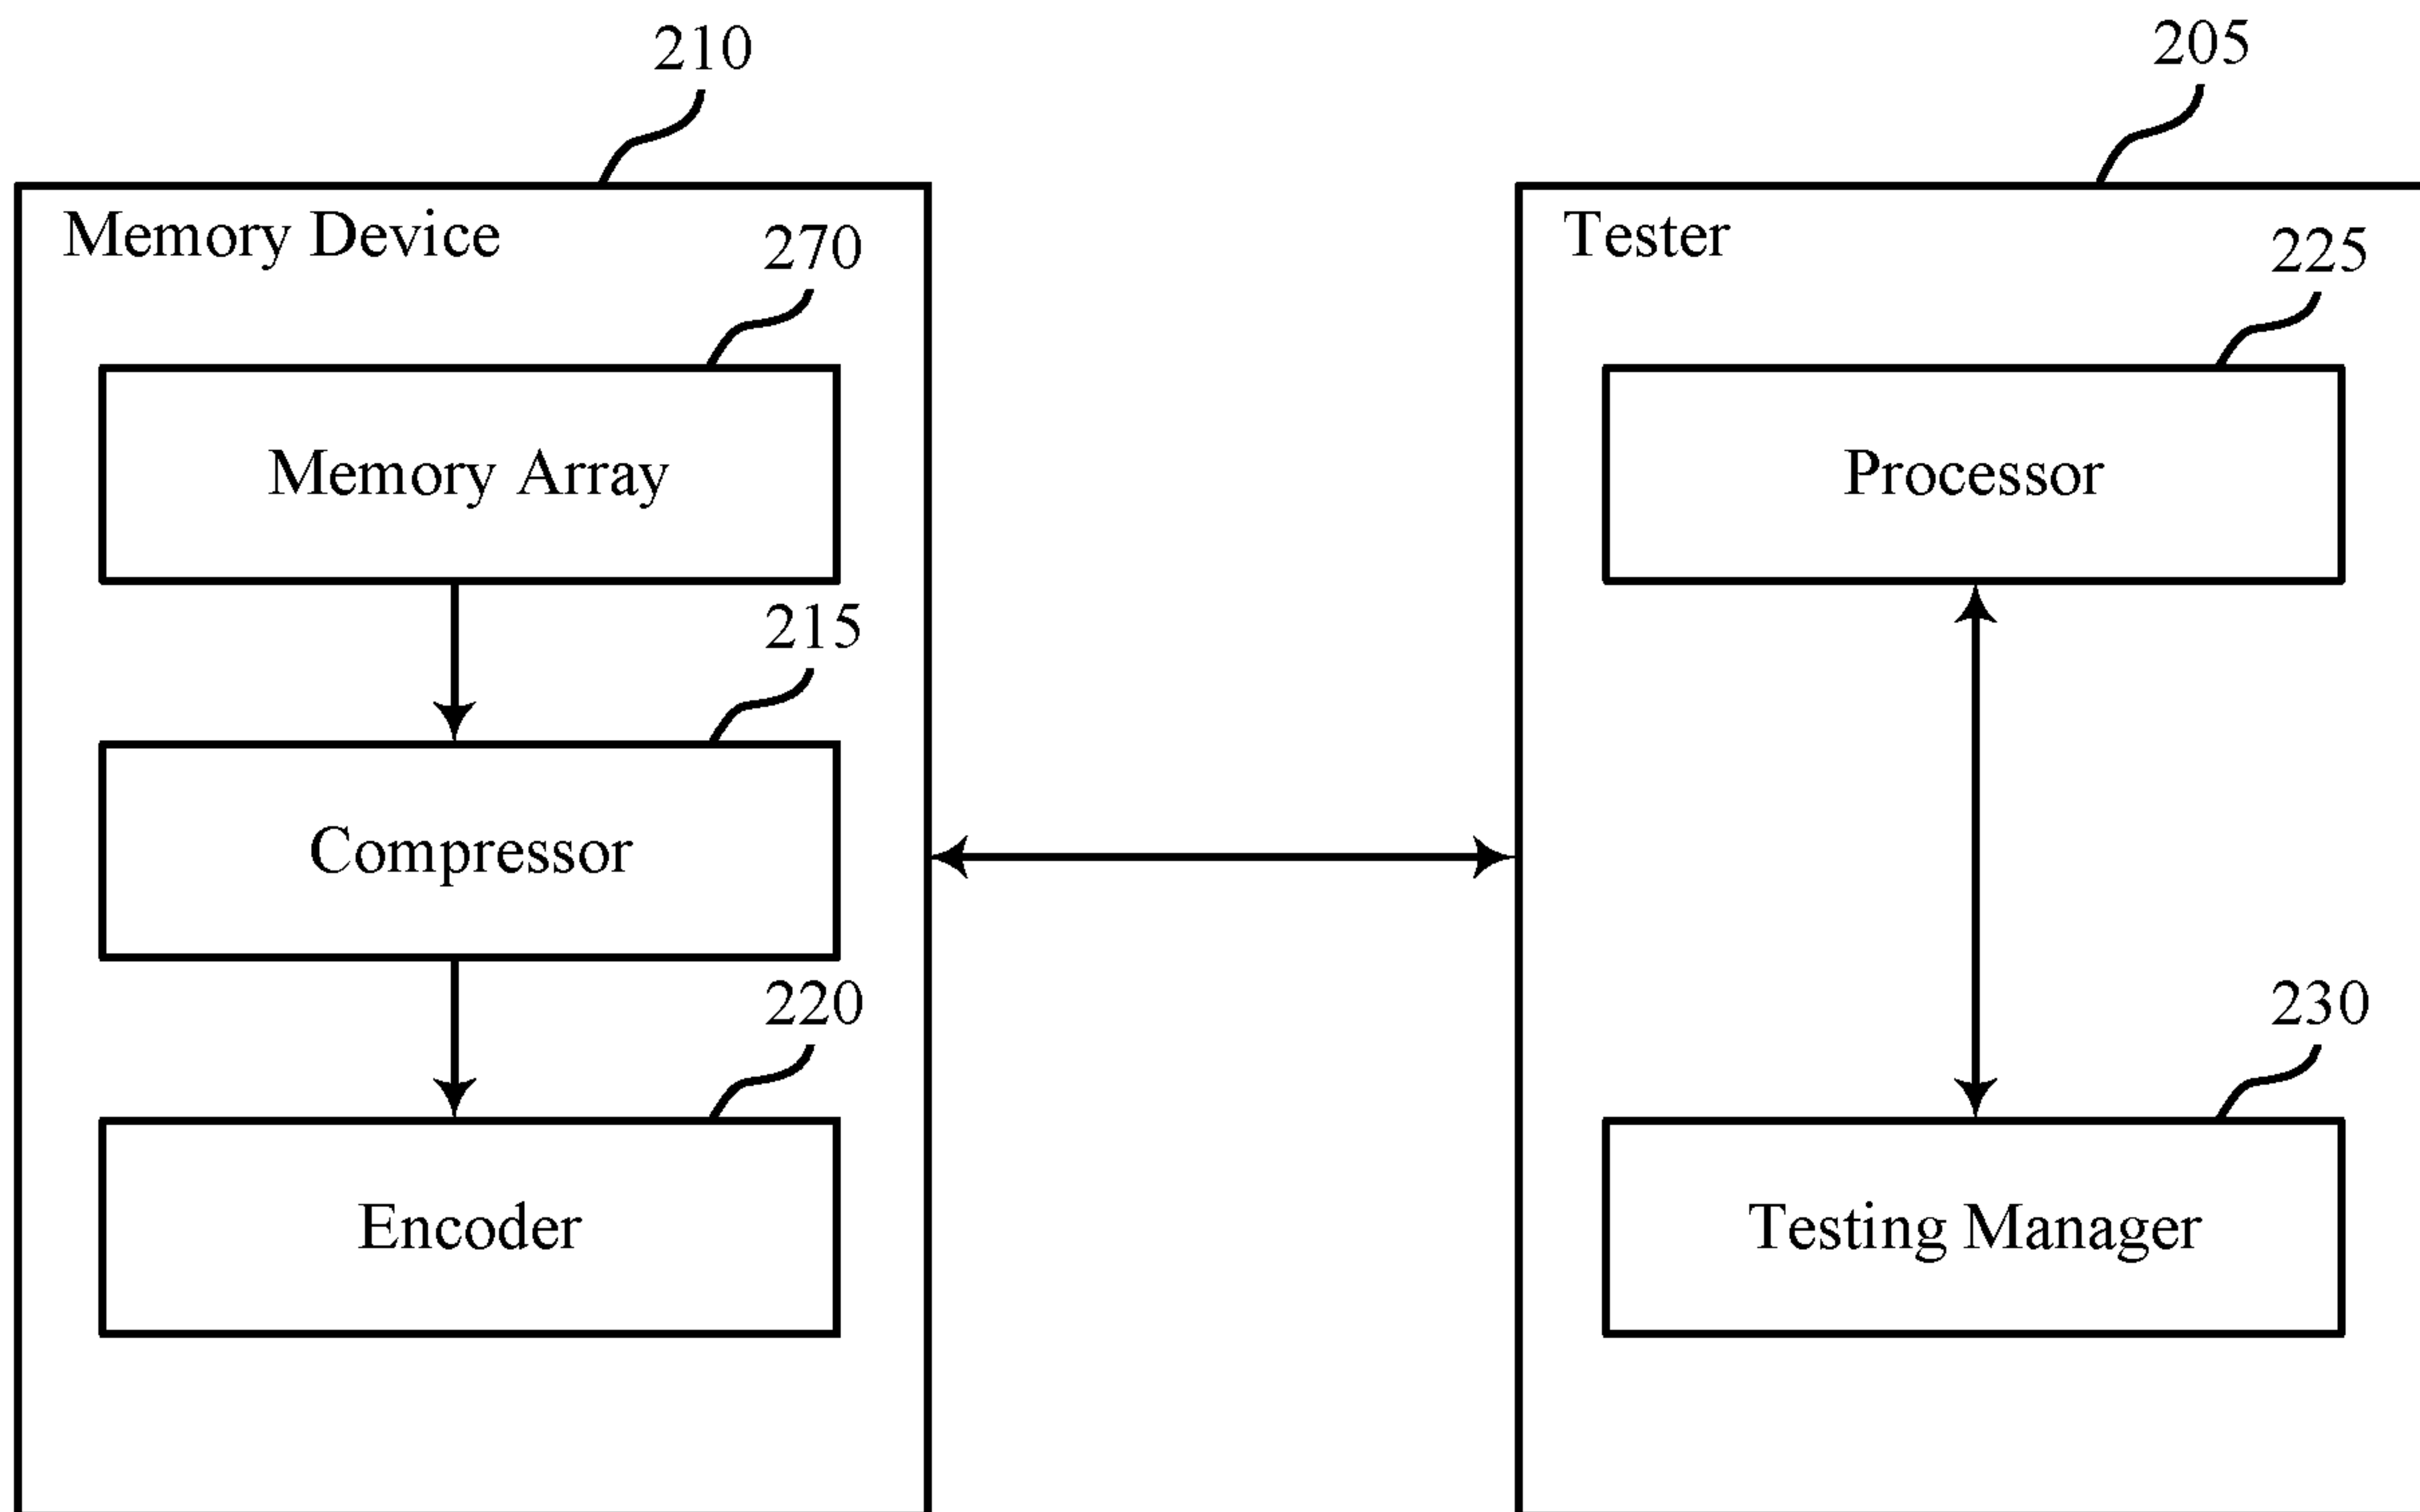 210
205
Memory Device
Tester
270
225
Memory Array
Processor
215
Compressor
220
230
Encoder
Testing Manager